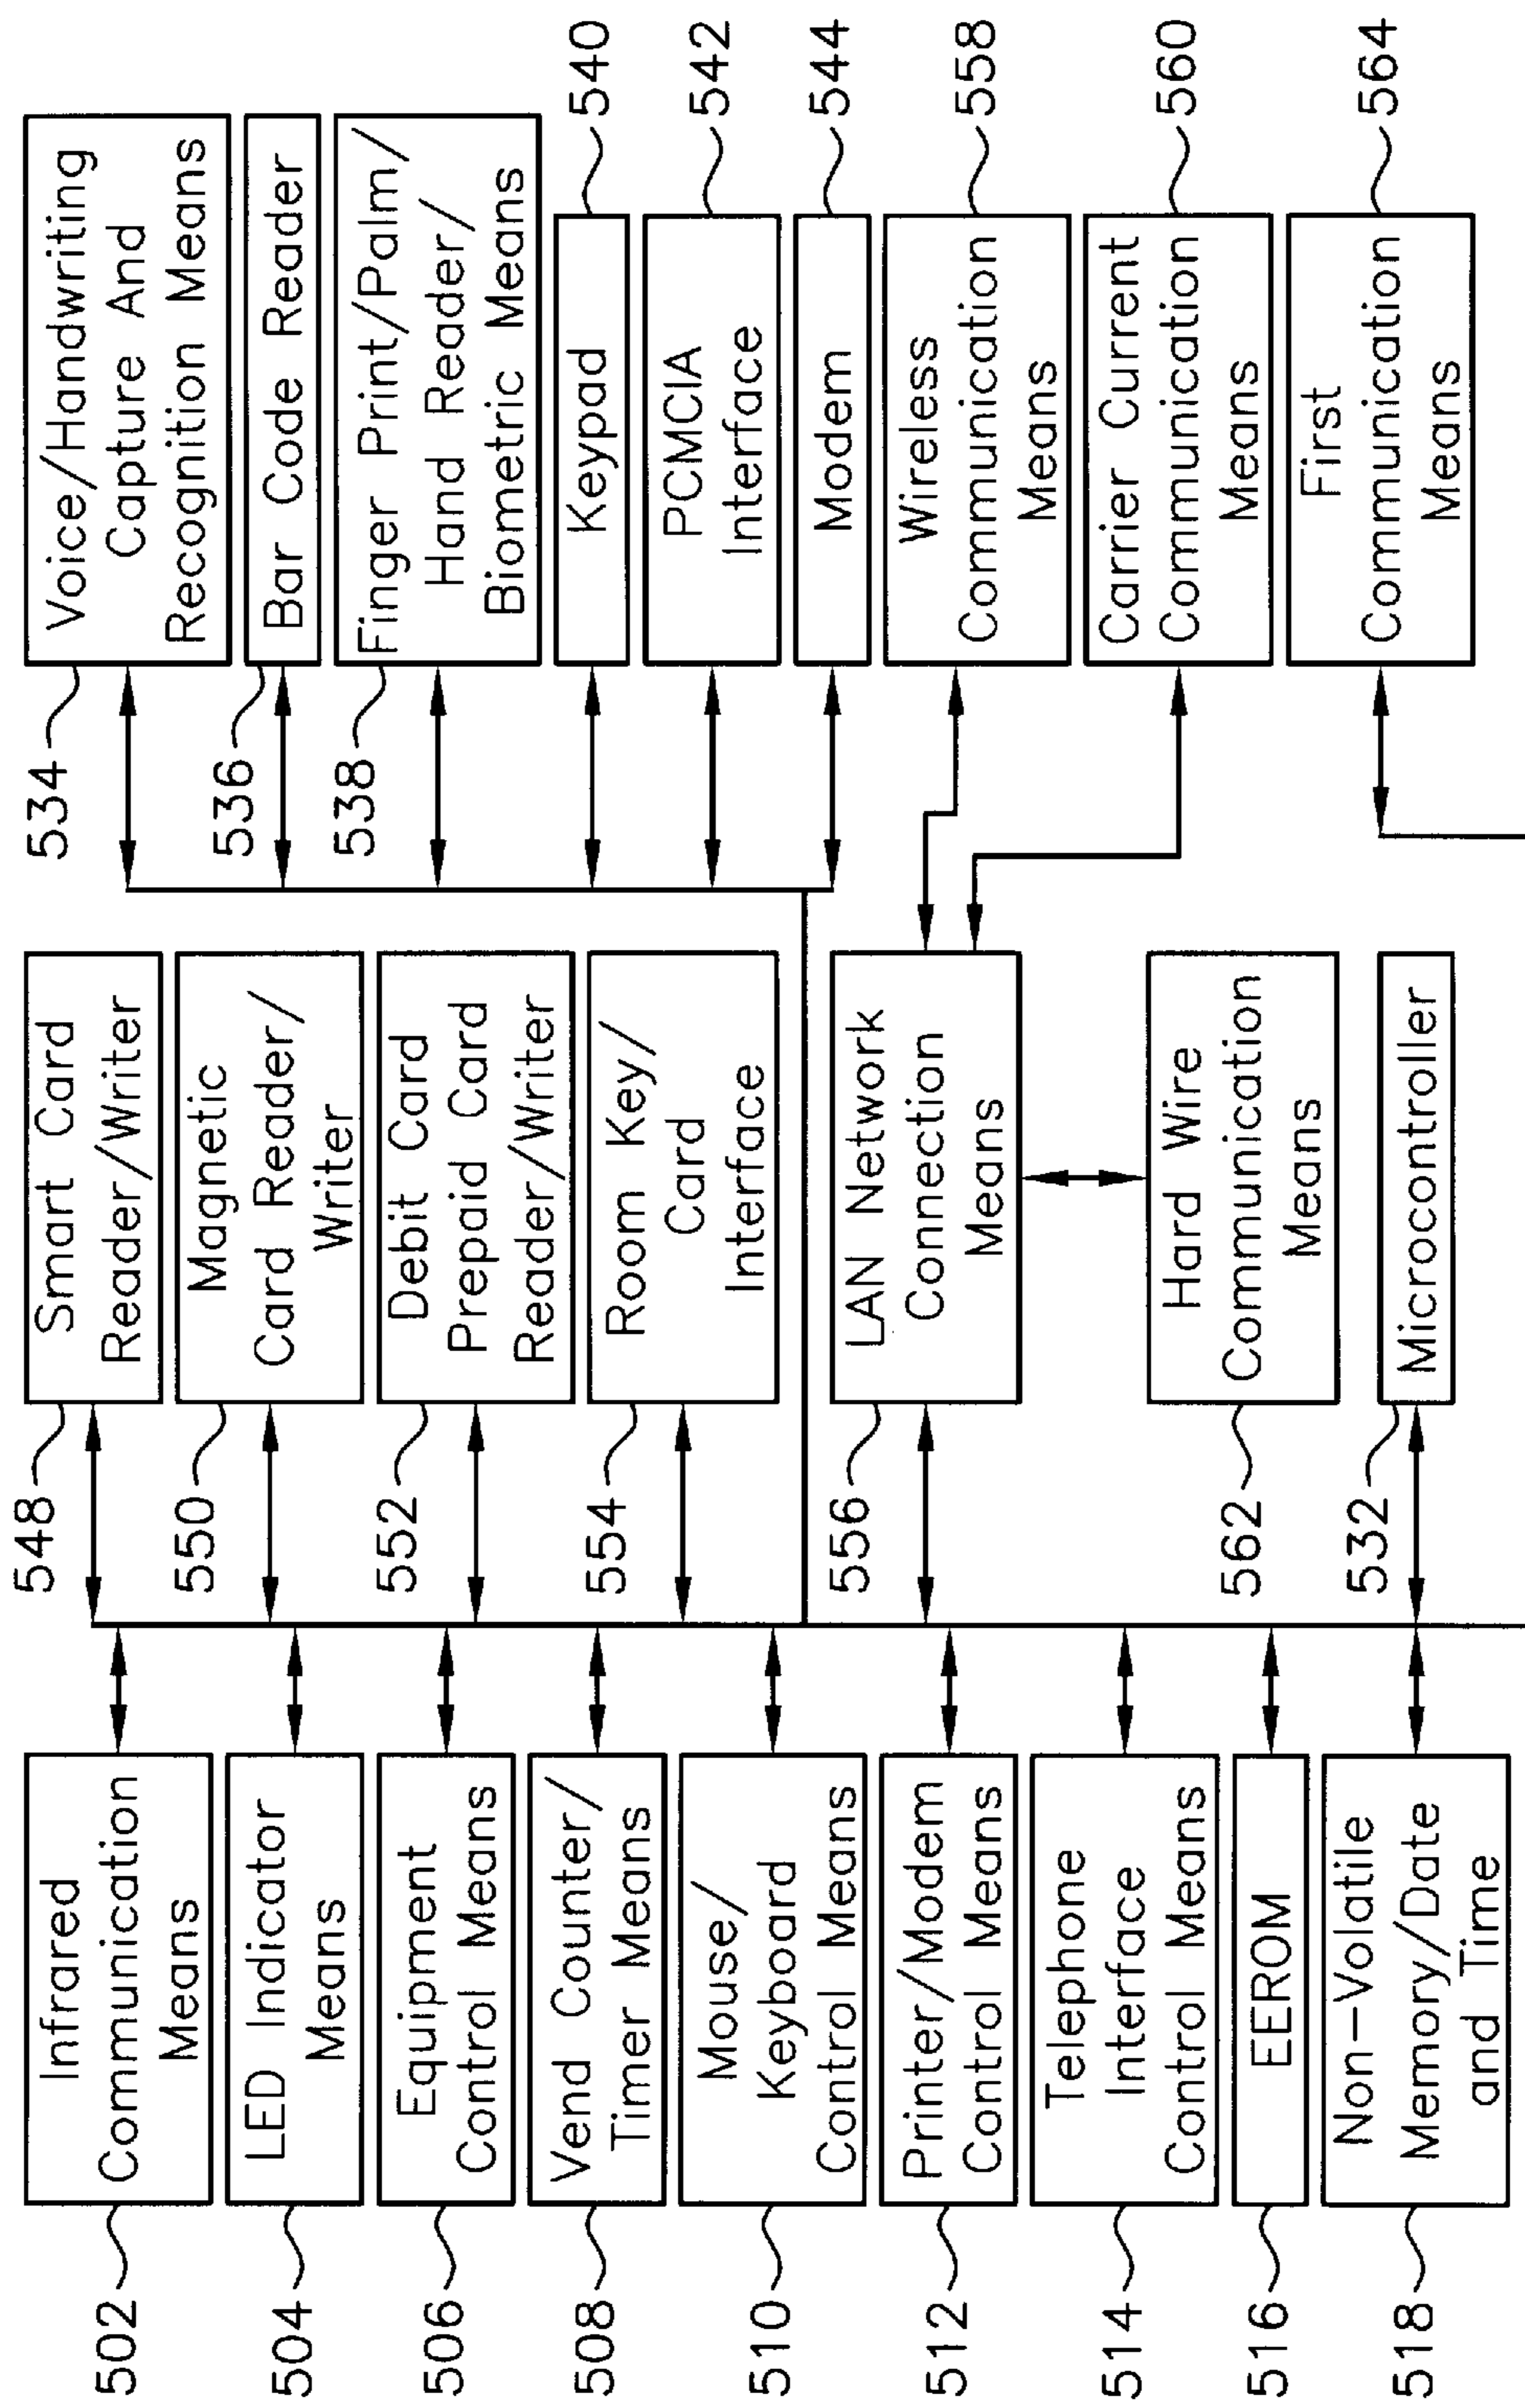 502
Infrared
Communication
Means
504
LED Indicator
Means
506
Equipment
Control Means
508
Vend Counter/
Timer Means
510
Mouse/
Keyboard
Control Means
512
Printer/Modem
Control Means
514
Telephone
Interface
Control Means
516
EEROM
518
Non-Volatile
Memory/Date
and Time
548
Smart Card
Reader/Writer
550
Magnetic
Card Reader/
Writer
552
Debit Card
Prepaid Card
Reader/Writer
554
Room Key/
Card
Interface
556
LAN Network
Connection
Means
562
Hard Wire
Communication
Means
532
Microcontroller
534
Voice/Handwriting
Capture And
Recognition Means
536
Bar Code Reader
538
Finger Print/Palm/
Hand Reader/
Biometric Means
Keypad
540
PCMCIA
Interface
542
Modem
544
Wireless
Communication
Means
558
Carrier Current
Communication
Means
560
First
Communication
Means
564